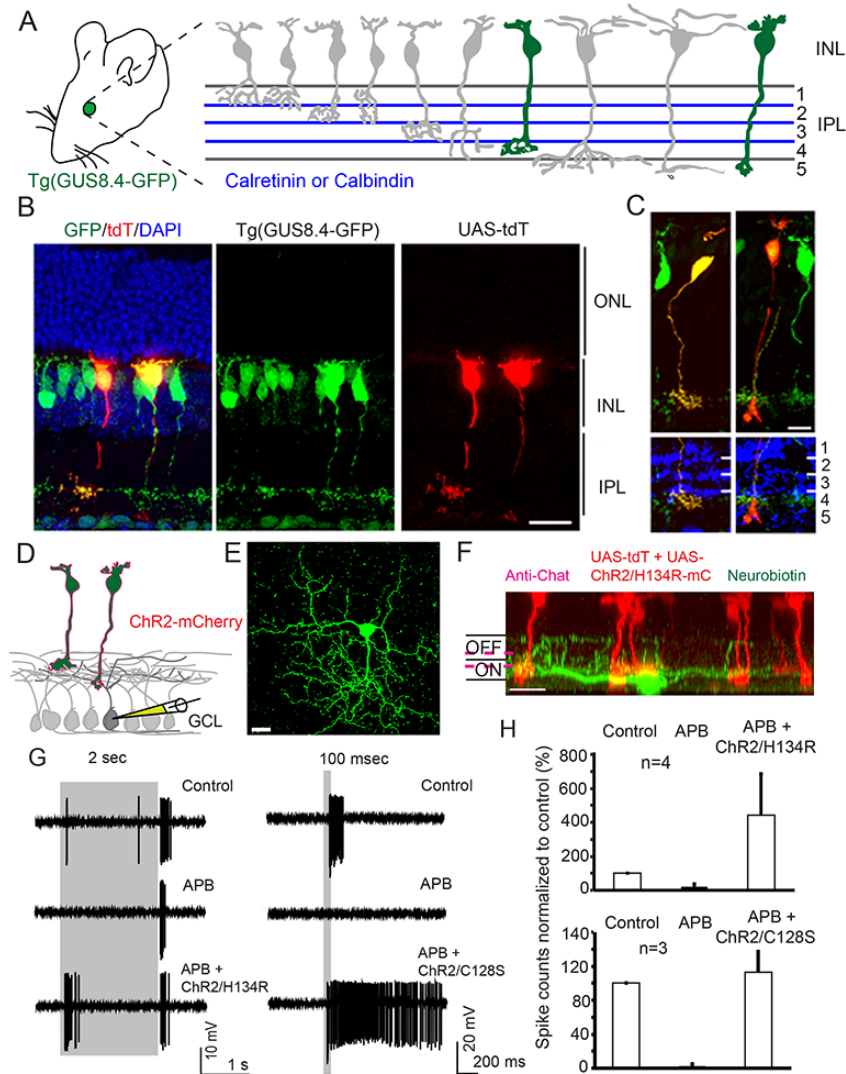 A
INL
1
2
3
4
5
IPL
Tg(GUS8.4-GFP)
Calretinin or Calbindin
B
GFP/tdT/DAPI
Tg(GUS8.4-GFP)
UAS-tdT
ONL
INL
IPL
C
1
2
3
4
5
D
ChR2-mCherry
GCL
E
F
Anti-Chat
UAS-tdT + UAS-
ChR2/H134R-mC
Neurobiotin
OFF
ON
G
2 sec
Control
APB
APB +
ChR2/H134R
10 mV
1 s
100 msec
Control
APB
APB +
ChR2/C128S
20 mV
200 ms
H
Spike counts normalized to control (%)
Control
APB
APB +
ChR2/H134R
n=4
800
600
400
200
0
Control
APB
APB +
ChR2/C128S
n=3
140
120
80
40
0